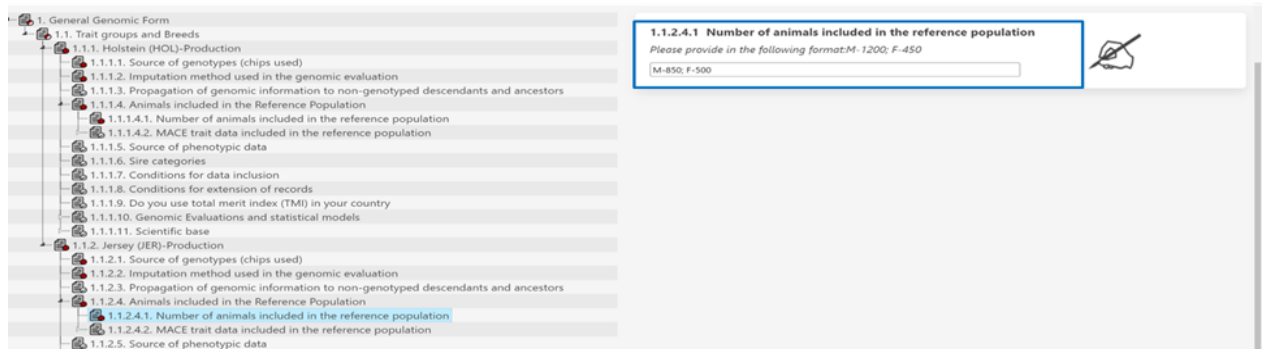 1. General Genomic Form
1.1. Trait groups and Breeds
1.1.1. Holstein (HOL)-Production
1.1.1.1. Source of genotypes (chips used)
1.1.1.2. Imputation method used in the genomic evaluation
1.1.1.3. Propagation of genomic information to non-genotyped descendants and ancestors
1.1.1.4. Animals included in the Reference Population
1.1.1.4.1. Number of animals included in the reference population
1.1.1.4.2. MACE trait data included in the reference population
1.1.1.5. Source of phenotypic data
1.1.1.6. Sire categories
1.1.1.7. Conditions for data inclusion
1.1.1.8. Conditions for extension of records
1.1.1.9. Do you use total merit index (TMI) in your country
1.1.1.10. Genomic Evaluations and statistical models
1.1.1.11. Scientific base
1.1.2. Jersey (JER)-Production
1.1.2.1. Source of genotypes (chips used)
1.1.2.2. Imputation method used in the genomic evaluation
1.1.2.3. Propagation of genomic information to non-genotyped descendants and ancestors
1.1.2.4. Animals included in the Reference Population
1.1.2.4.1. Number of animals included in the reference population
1.1.2.4.2. MACE trait data included in the reference population
1.1.2.5. Source of phenotypic data
1.1.2.4.1 Number of animals included in the reference population
Please provide in the following format:M-1200; F-450
M-850; F-500